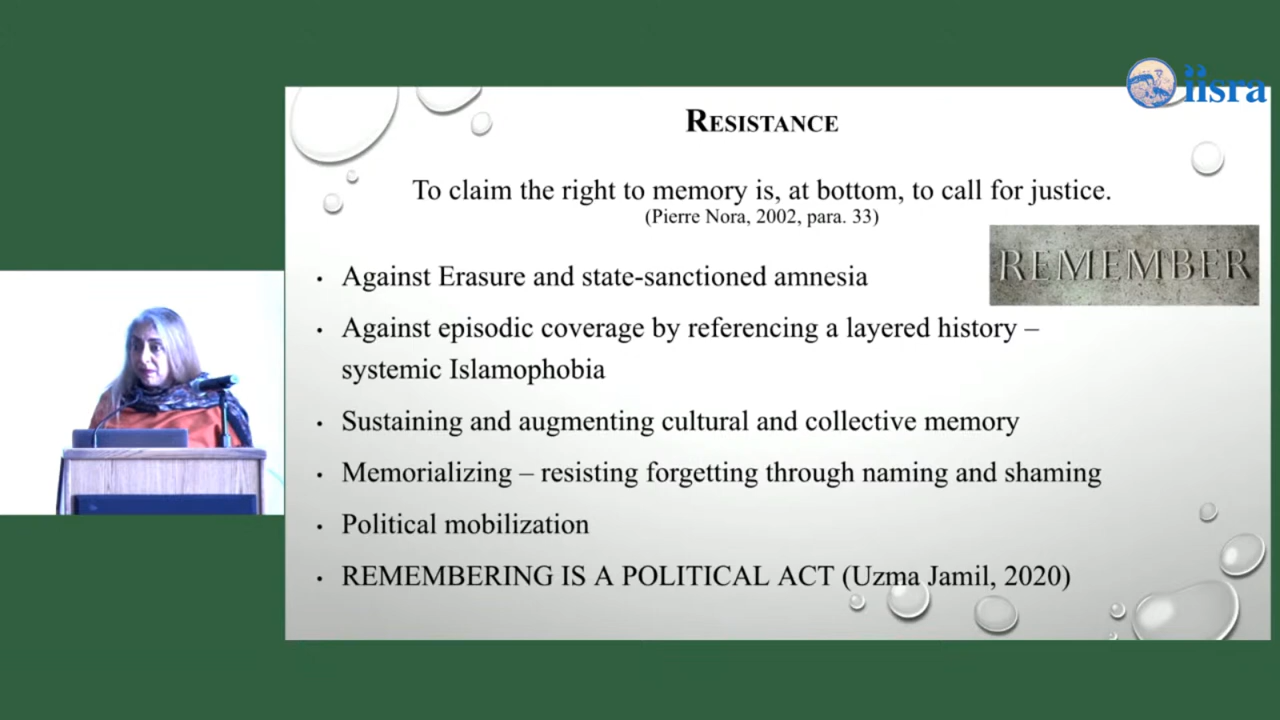 iisra
RESISTANCE
To claim the right to memory is, at bottom, to call for justice.
(Pierre Nora, 2002, para. 33)
REMEMBER
• Against Erasure and state-sanctioned amnesia
• Against episodic coverage by referencing a layered history –
systemic Islamophobia
• Sustaining and augmenting cultural and collective memory
• Memorializing – resisting forgetting through naming and shaming
• Political mobilization
• REMEMBERING IS A POLITICAL ACT (Uzma Jamil, 2020)